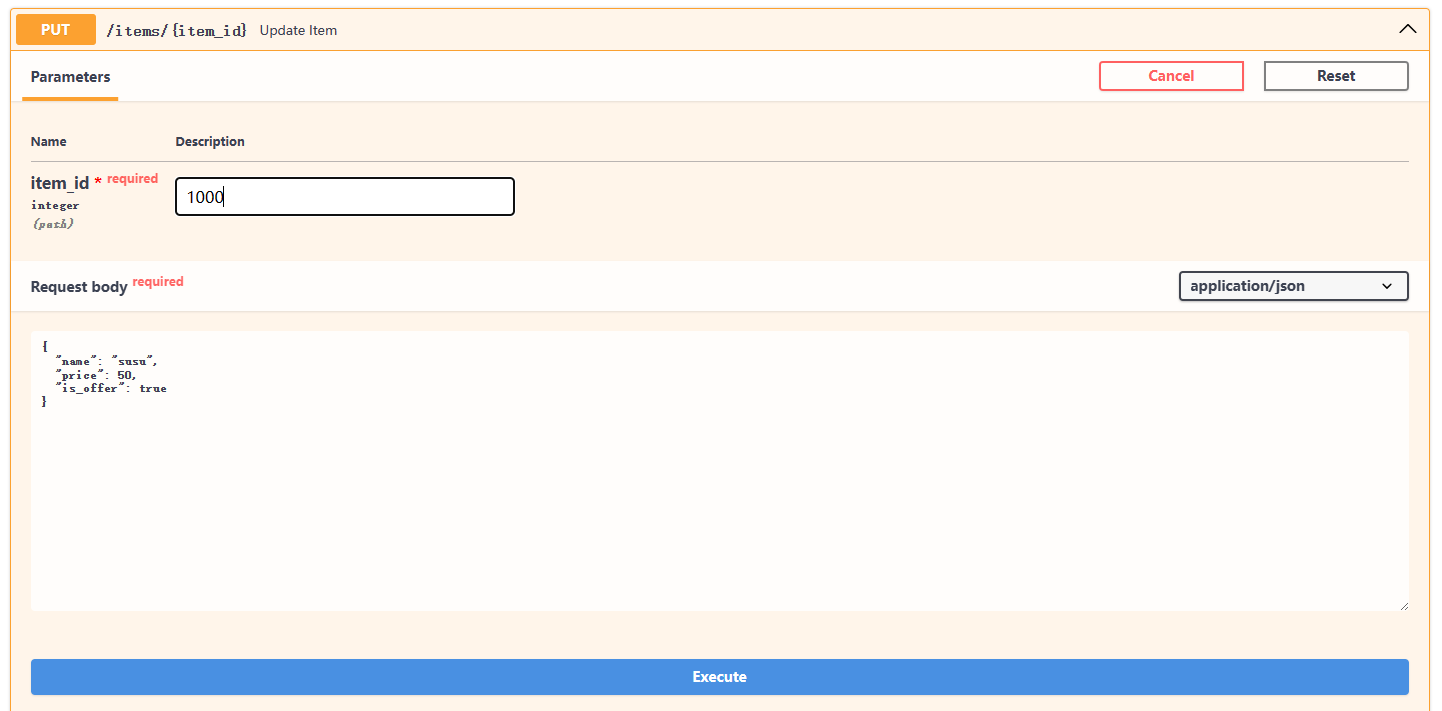 PUT /items/{item_id} Update Item
Parameters Cancel Reset
Name Description
item_id * required 1000
integer
(path)
Request body required application/json
{
  "name": "susu",
  "price": 50,
  "is_offer": true
}
Execute